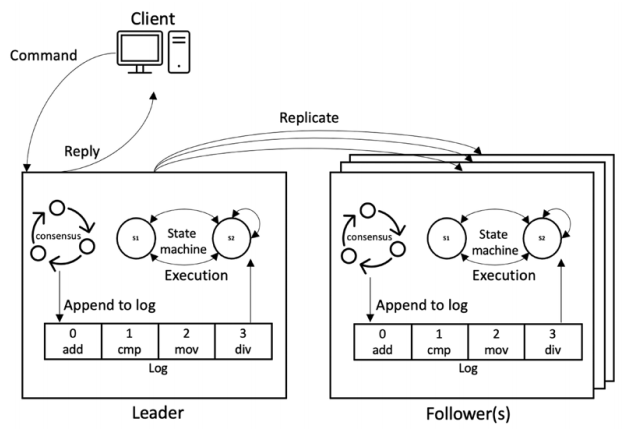 Client
Command
Reply
Replicate
consensus
S1
State
machine
S2
Execution
Append to log
0 1 2 3
add cmp mov div
Log
Leader
consensus
S1
State
machine
S2
Execution
Append to log
0 1 2 3
add cmp mov div
Log
Follower(s)